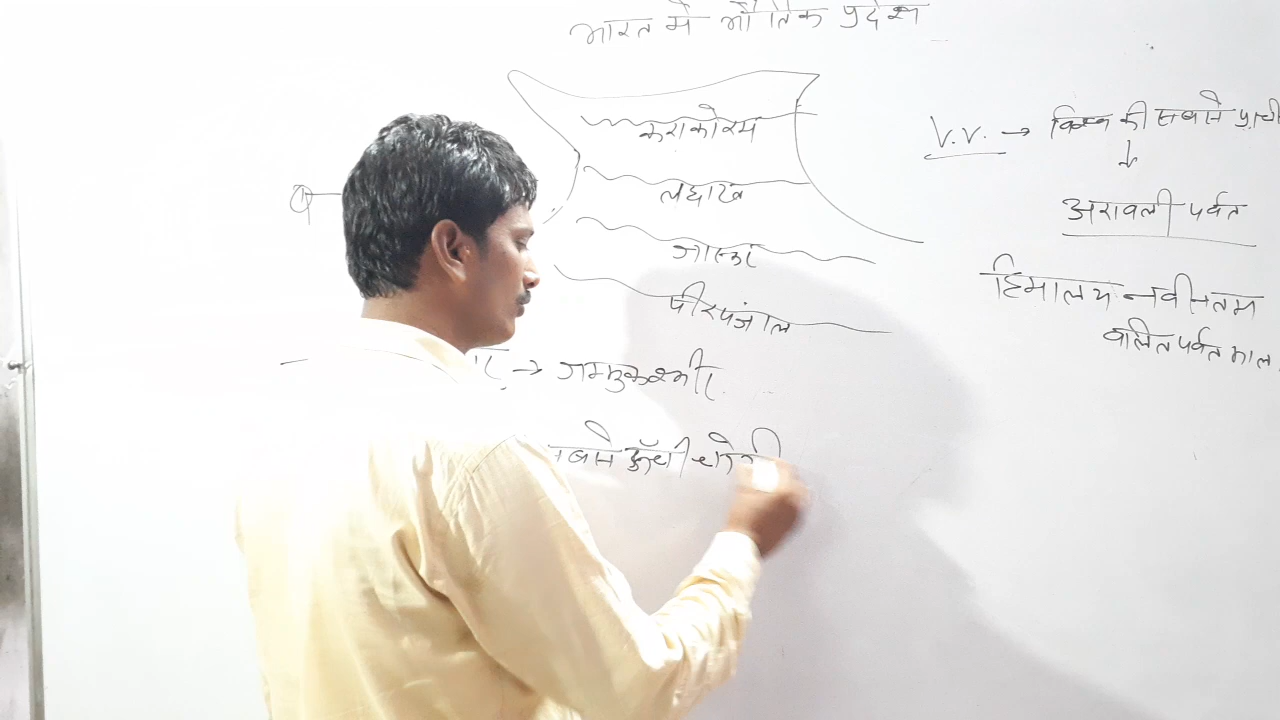 भारत में भौतिक प्रदेश
काराकोरम
लद्दाख
जास्कर
पीरपंजाल
→ जम्मुकश्मीर
सबसे ऊँची चोटी
V.V. → विश्व की सबसे प्राची
अरावली पर्वत
हिमालय नवीनतम
वलित पर्वत माला